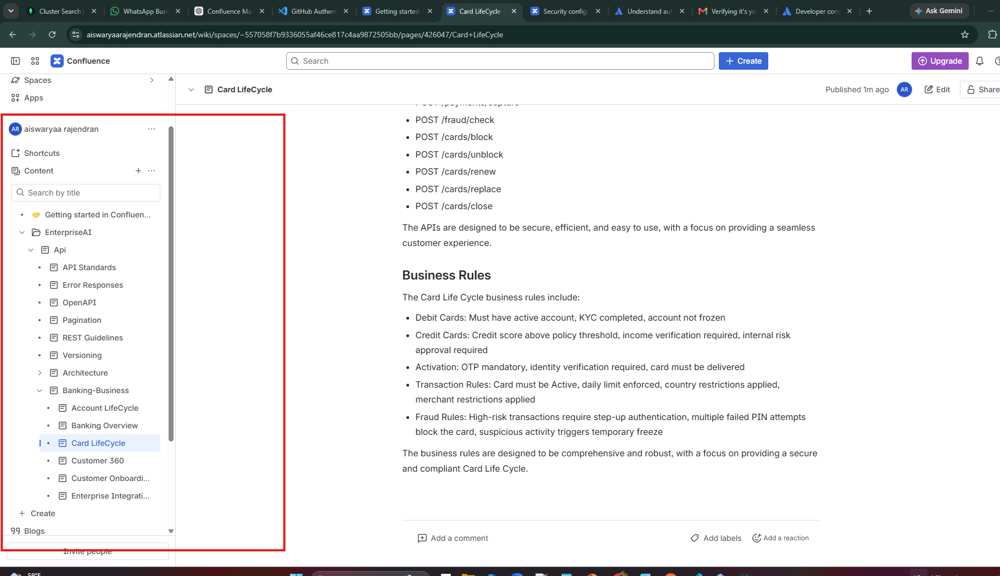 Cluster Search
WhatsApp Busi
Confluence Ma
GitHub Authent
Getting started
Card LifeCycle -
Security configu
Understand aut
Verifying it's yo
Developer cons
Ask Gemini
aiswaryaarajendran.atlassian.net/wiki/spaces/~557058f7b9336055af46ce817c4aa9872505bb/pages/426047/Card+LifeCycle
Confluence
Search
Create
Upgrade
Spaces
Apps
Card LifeCycle
Published 1m ago
AR
Edit
Share
AR
aiswaryaa rajendran
Shortcuts
Content
Search by title
Getting started in Confluen...
EnterpriseAI
Api
API Standards
Error Responses
OpenAPI
Pagination
REST Guidelines
Versioning
Architecture
Banking-Business
Account LifeCycle
Banking Overview
Card LifeCycle
Customer 360
Customer Onboardi...
Enterprise Integrati...
Create
Blogs
Invite people
POST /payments/capture
• POST /fraud/check
• POST /cards/block
• POST /cards/unblock
• POST /cards/renew
• POST /cards/replace
• POST /cards/close
The APIs are designed to be secure, efficient, and easy to use, with a focus on providing a seamless
customer experience.
Business Rules
The Card Life Cycle business rules include:
• Debit Cards: Must have active account, KYC completed, account not frozen
• Credit Cards: Credit score above policy threshold, income verification required, internal risk
approval required
• Activation: OTP mandatory, identity verification required, card must be delivered
• Transaction Rules: Card must be Active, daily limit enforced, country restrictions applied,
merchant restrictions applied
• Fraud Rules: High-risk transactions require step-up authentication, multiple failed PIN attempts
block the card, suspicious activity triggers temporary freeze
The business rules are designed to be comprehensive and robust, with a focus on providing a secure
and compliant Card Life Cycle.
Add a comment
Add labels
Add a reaction
59°F